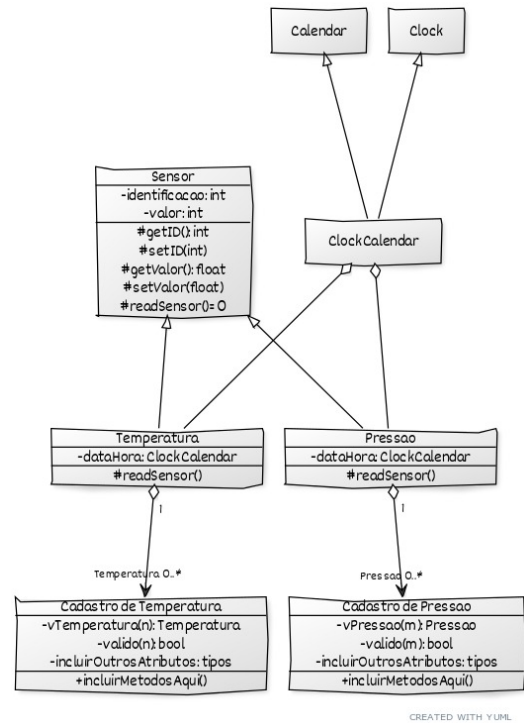 Calendar
Clock
Sensor
-identificacao: int
-valor: int
#getID(): int
#setID(int)
#getValor(): float
#setValor(float)
#readSensor()= 0
ClockCalendar
Temperatura
-dataHora: ClockCalendar
#readSensor()
Pressao
-dataHora: ClockCalendar
#readSensor()
1
1
Temperatura 0..*
Pressao 0..*
Cadastro de Temperatura
-vTemperatura(n): Temperatura
-valido(n): bool
-incluirOutrosAtributos: tipos
+incluirMetodosAqui()
Cadastro de Pressao
-vPressao(m): Pressao
-valido(m): bool
-incluirOutrosAtributos: tipos
+incluirMetodosAqui()
CREATED WITH YUML